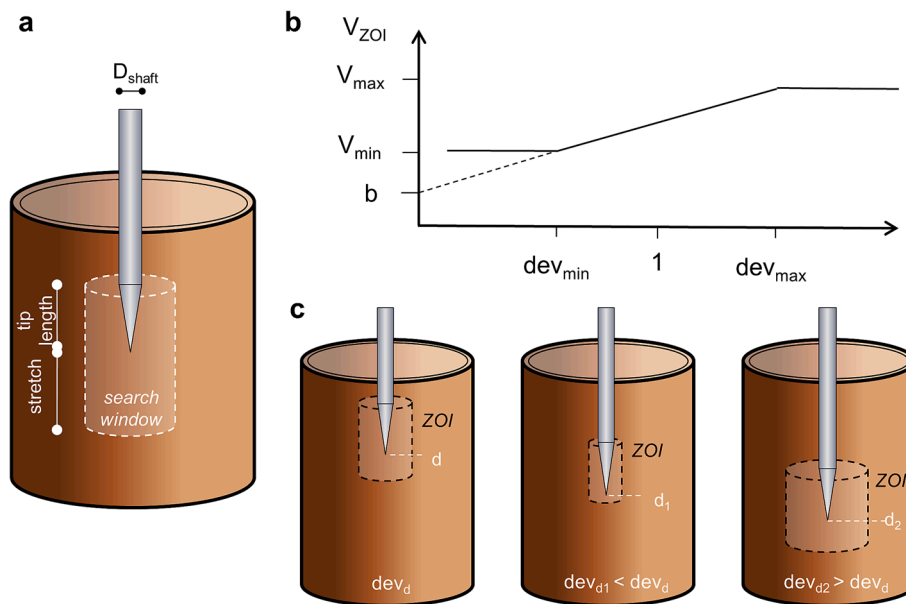 a
D_shaft
tip
length
stretch
search
window
b
V_ZOI
V_max
V_min
b
dev_min
1
dev_max
c
ZOI
d
dev_d
ZOI
d_1
dev_d1 < dev_d
ZOI
d_2
dev_d2 > dev_d